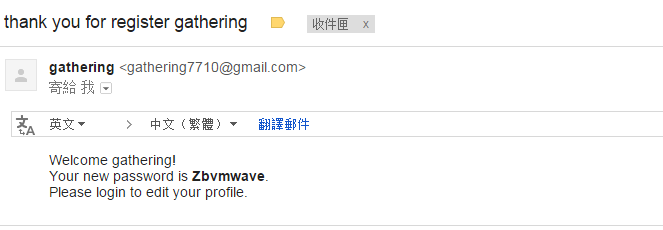 thank you for register gathering 收件匣 x
gathering <gathering7710@gmail.com>
寄給 我
英文 > 中文（繁體） 翻譯郵件
Welcome gathering!
Your new password is Zbvmwave.
Please login to edit your profile.